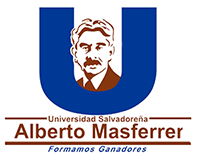 Universidad Salvadoreña
Alberto Masferrer
Formamos Ganadores